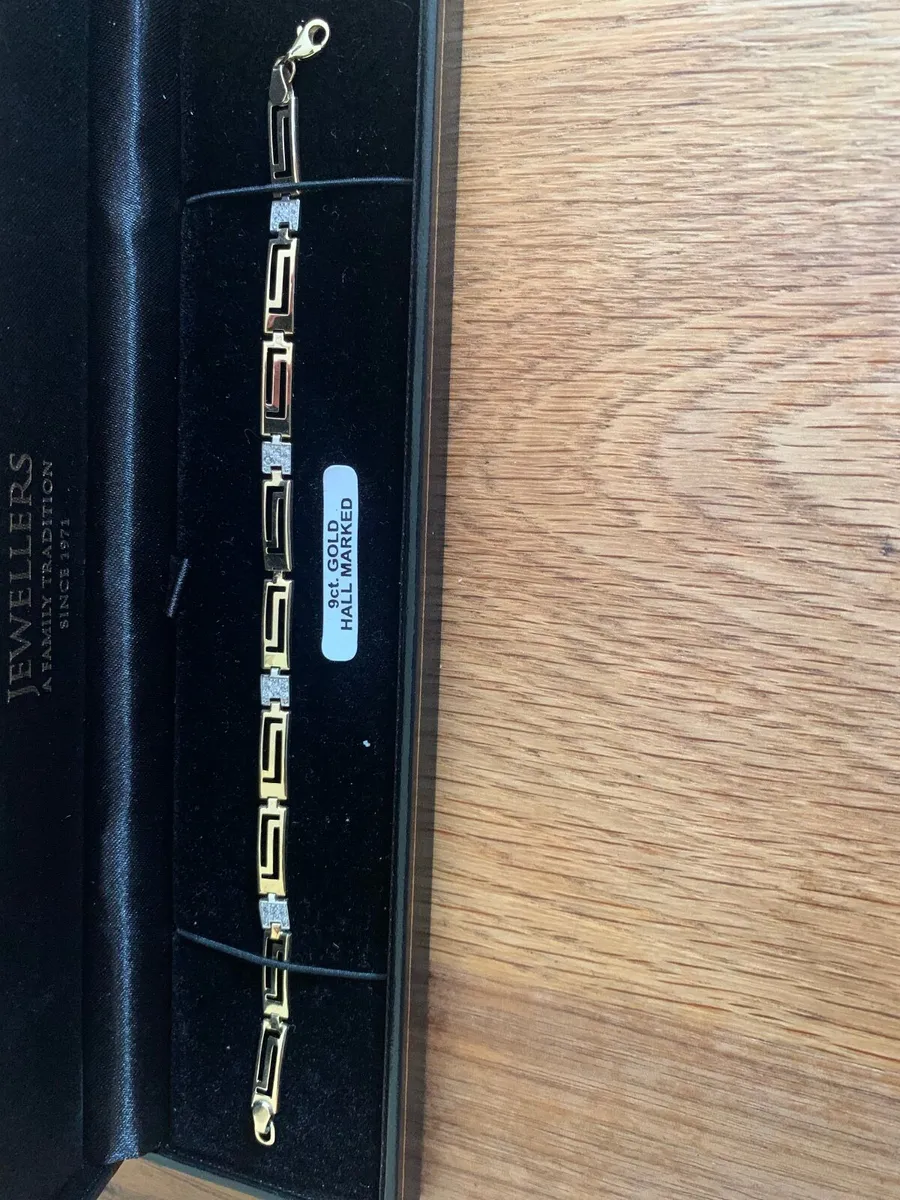 JEWELLERS
A FAMILY TRADITION
SINCE 1971
9ct. GOLD
HALL MARKED